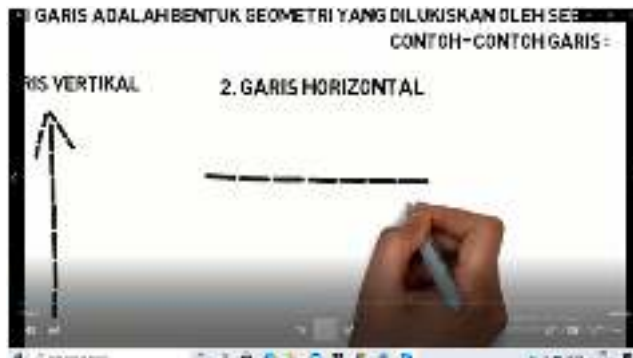 GARIS ADALAH BENTUK GEOMETRI YANG DILUKISKAN OLEH
CONTOH-CONTOH GARIS :
RIS VERTIKAL
2. GARIS HORIZONTAL